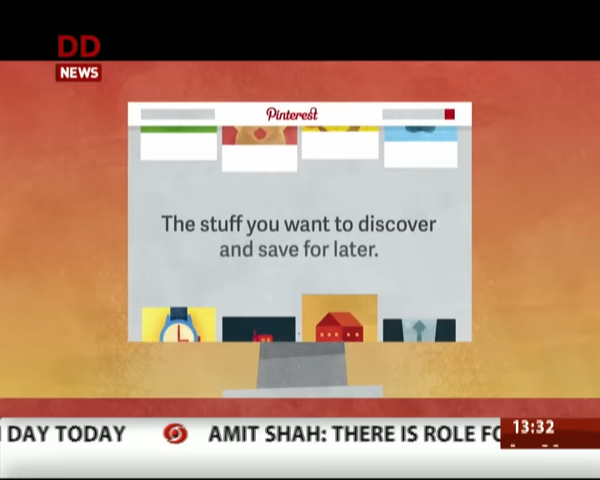 DD
NEWS
Pinterest
The stuff you want to discover
and save for later.
DAY TODAY AMIT SHAH: THERE IS ROLE
13:32